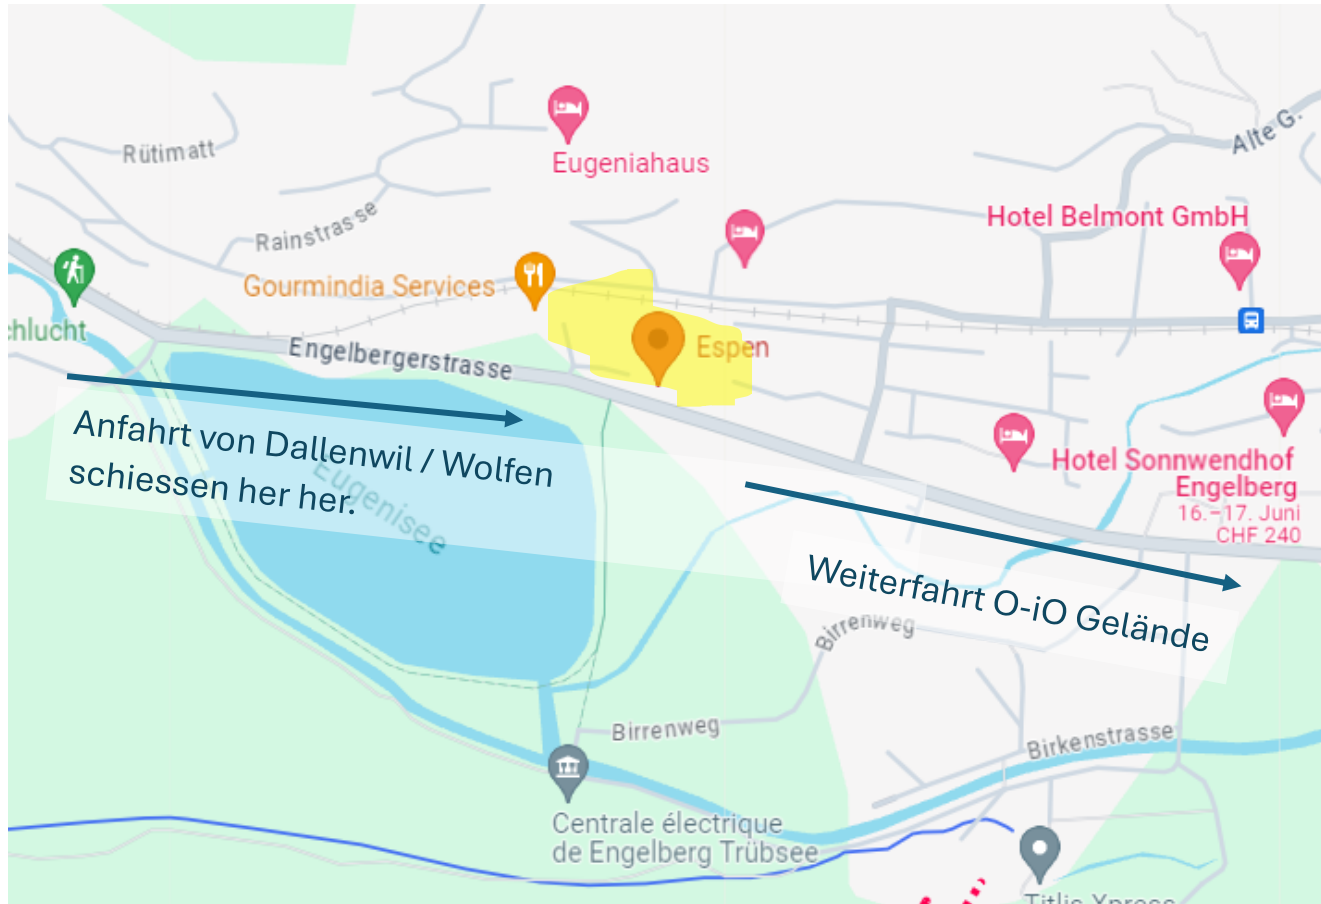 Alte G.
Rütimatt
Eugeniahaus
Rainstrasse
Hotel Belmont GmbH
Gourmindia Services
chlucht
Engelbergerstrasse
Espen
Anfahrt von Dallenwil / Wolfen
schiessen her her.
Eugenisee
Hotel Sonnwendhof
Engelberg
16.–17. Juni
CHF 240
Weiterfahrt O-iO Gelände
Birrenweg
Birrenweg
Birkenstrasse
Centrale électrique
de Engelberg Trübsee
Titlis Xpress